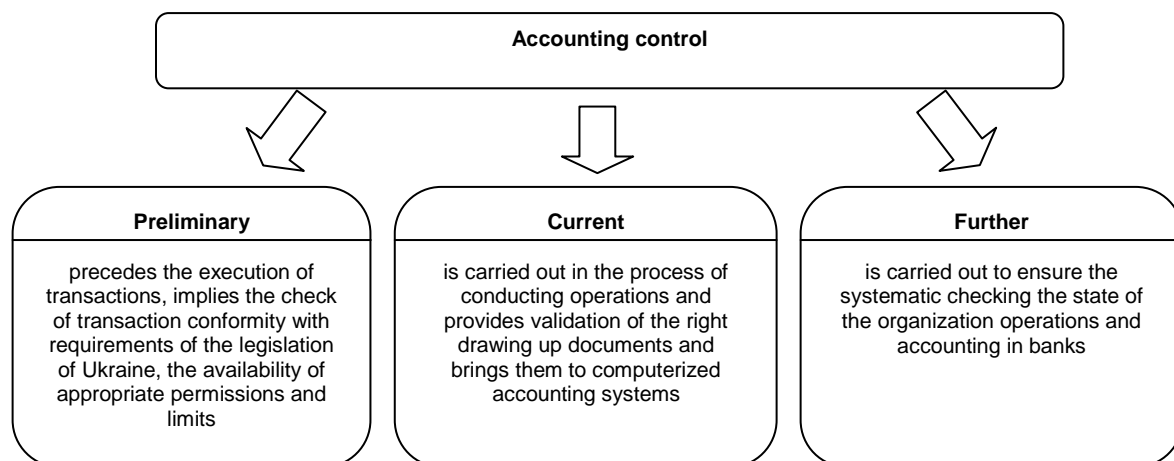 Accounting control
Preliminary
precedes the execution of
transactions, implies the check
of transaction conformity with
requirements of the legislation
of Ukraine, the availability of
appropriate permissions and
limits
Current
is carried out in the process of
conducting operations and
provides validation of the right
drawing up documents and
brings them to computerized
accounting systems
Further
is carried out to ensure the
systematic checking the state of
the organization operations and
accounting in banks